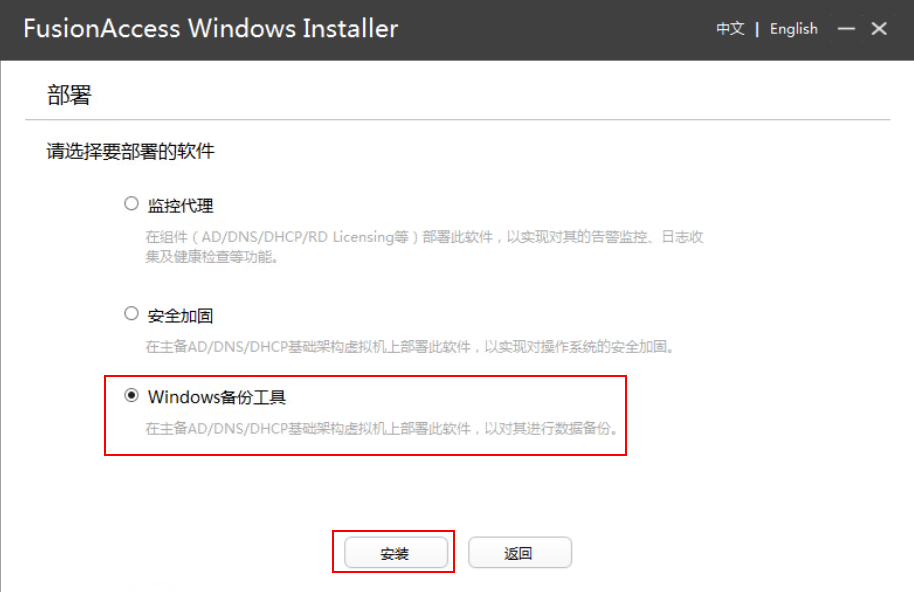 FusionAccess Windows Installer
中文 | English
部署
请选择要部署的软件
监控代理
在组件（AD/DNS/DHCP/RD Licensing等）部署此软件，以实现对其的告警监控、日志收
集及健康检查等功能。
安全加固
在主备AD/DNS/DHCP基础架构虚拟机上部署此软件，以实现对操作系统的安全加固。
Windows备份工具
在主备AD/DNS/DHCP基础架构虚拟机上部署此软件，以对其进行数据备份。
安装
返回